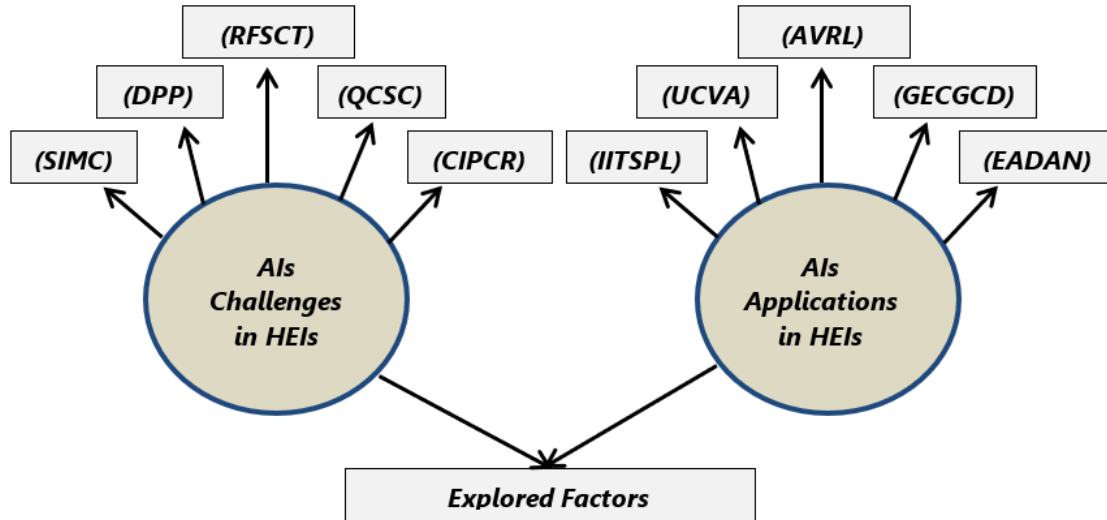 (RFSCT)
(DPP)
(QCSC)
(SIMC)
(CIPCR)
AIs
Challenges
in HEIs
(AVRL)
(UCVA)
(GECGCD)
(IITSPL)
(EADAN)
AIs
Applications
in HEIs
Explored Factors